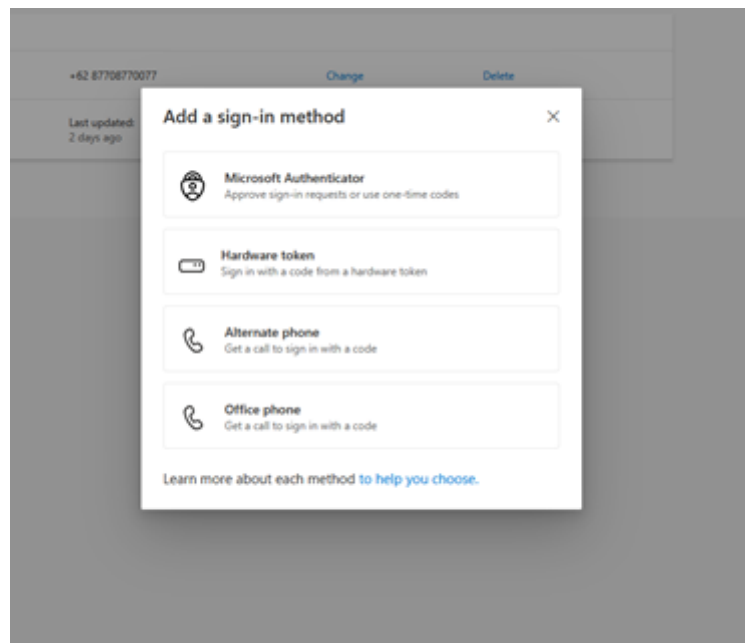 +62 87708770077 Change Delete
Last updated:
2 days ago
Add a sign-in method
Microsoft Authenticator
Approve sign-in requests or use one-time codes
Hardware token
Sign in with a code from a hardware token
Alternate phone
Get a call to sign in with a code
Office phone
Get a call to sign in with a code
Learn more about each method to help you choose.